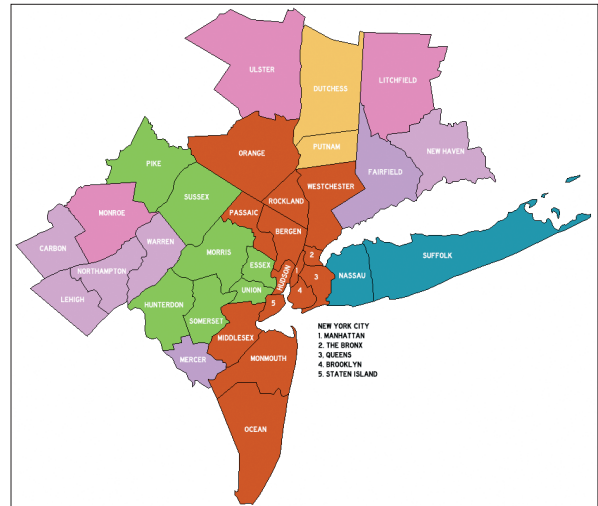 ULSTER
LITCHFIELD
DUTCHESS
PUTNAM
ORANGE
NEW HAVEN
PIKE
FAIRFIELD
WESTCHESTER
SUSSEX
ROCKLAND
PASSAIC
MONROE
BERGEN
WARREN
CARBON
MORRIS
2
SUFFOLK
ESSEX
NORTHAMPTON
1
3
NASSAU
HUDSON
LEHIGH
UNION
4
HUNTERDON
5
SOMERSET
MIDDLESEX
MERCER
MONMOUTH
OCEAN
NEW YORK CITY
1. MANHATTAN
2. THE BRONX
3. QUEENS
4. BROOKLYN
5. STATEN ISLAND